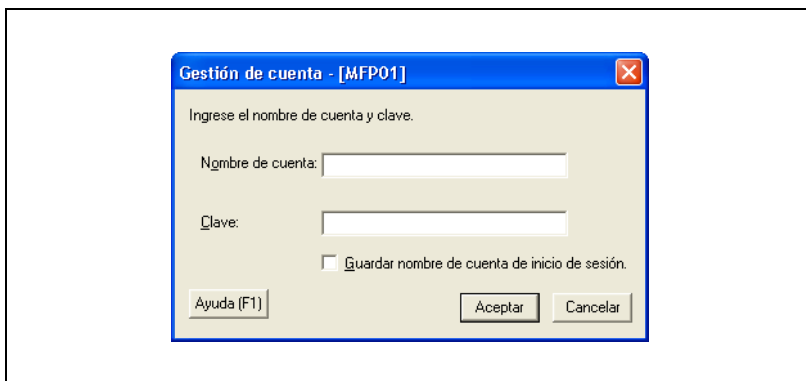 Gestión de cuenta - [MFP01]
Ingrese el nombre de cuenta y clave.
Nombre de cuenta:
Clave:
Guardar nombre de cuenta de inicio de sesión.
Ayuda (F1)
Aceptar
Cancelar